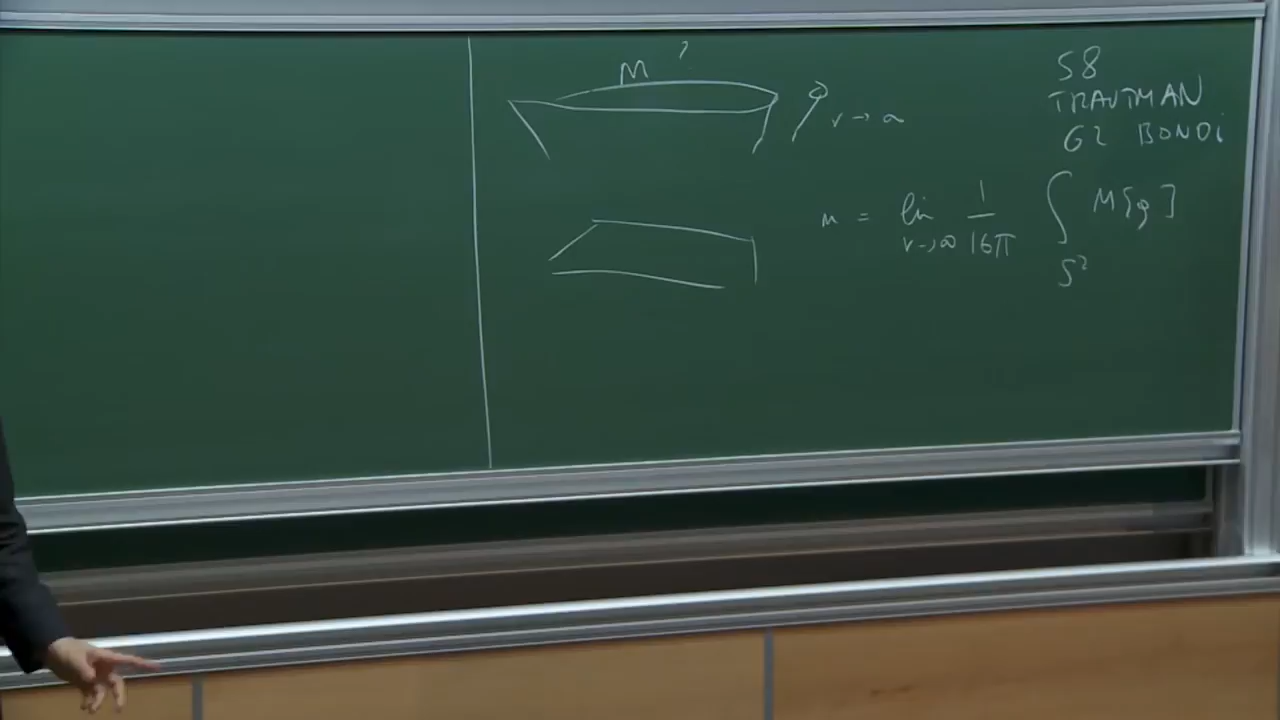 m ?
r → ∞
58
TRAUTMAN
62 BONDi
m = lim r→∞ 1/16π ∫ S² M[g]